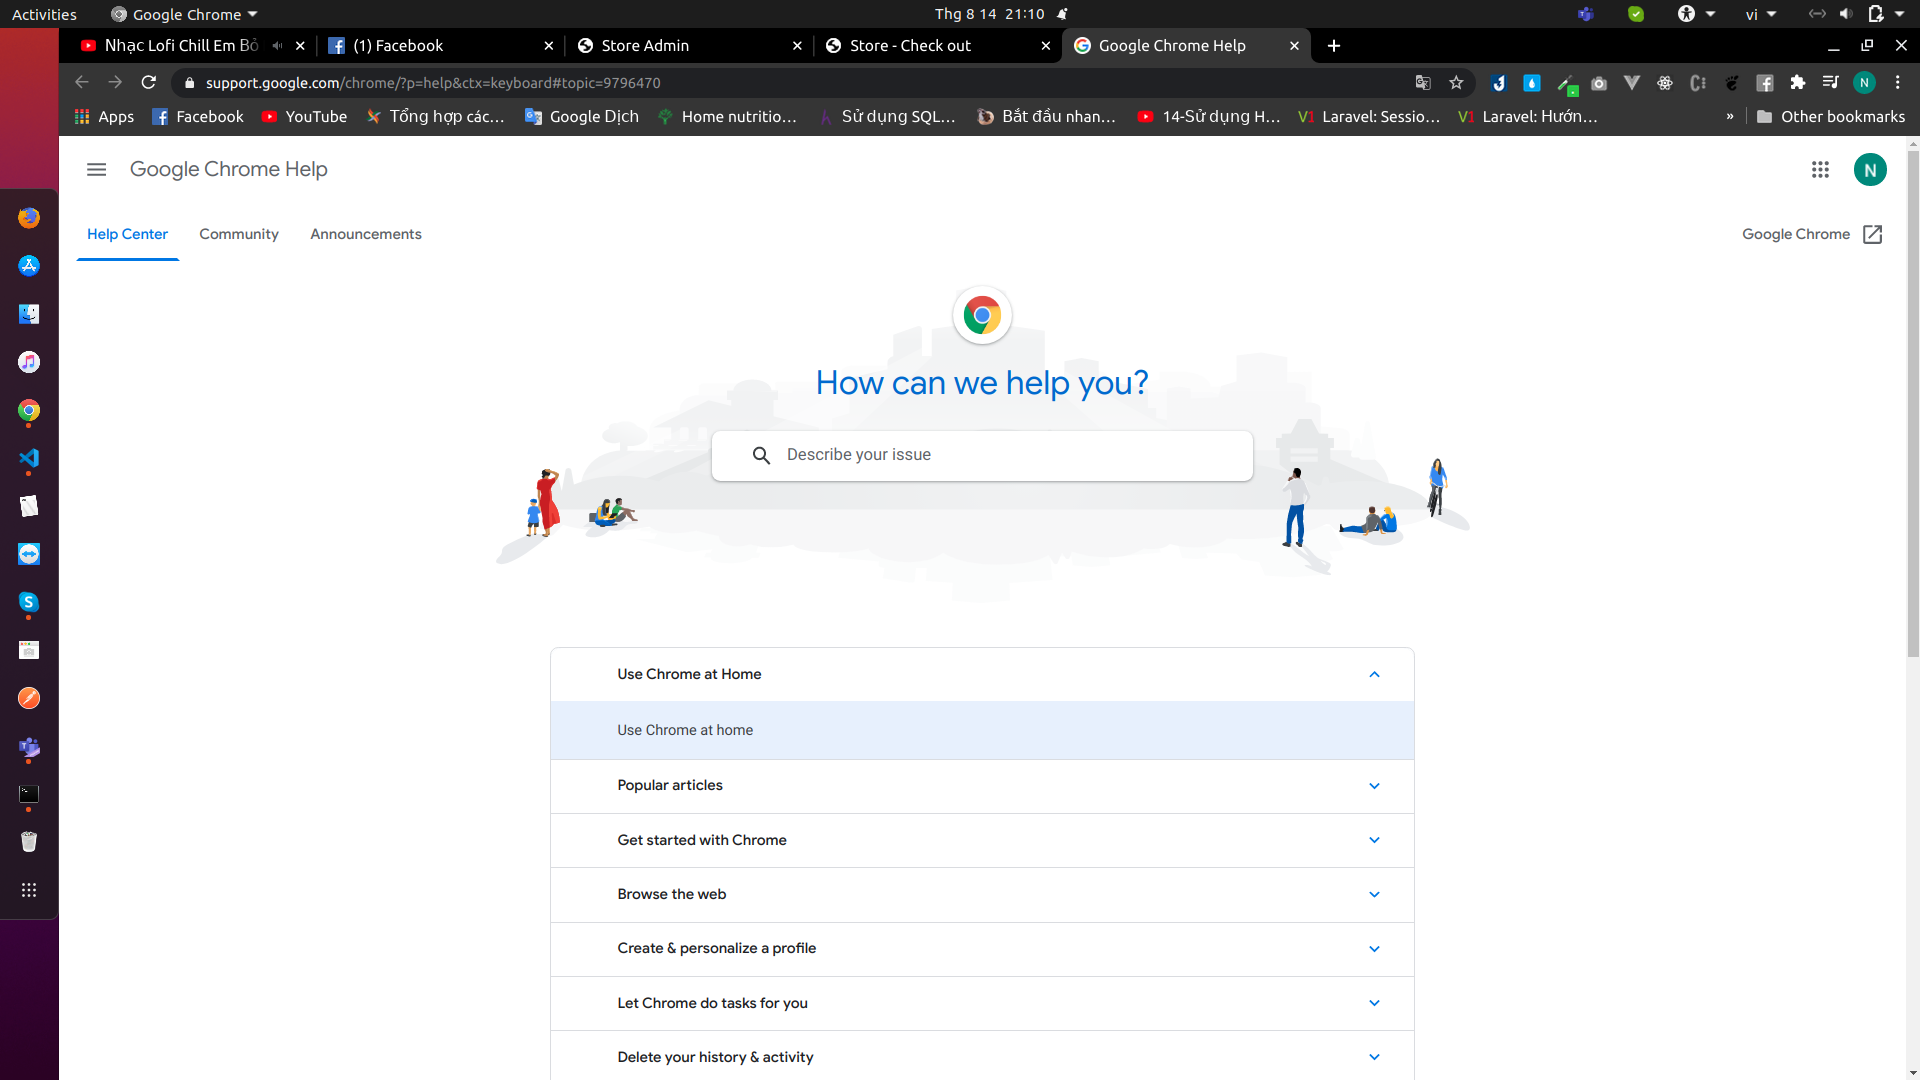 Activities Google Chrome Thg 8 14 21:10 vi
Nhạc Lofi Chill Em Bỏ (1) Facebook Store Admin Store - Check out Google Chrome Help
support.google.com/chrome/?p=help&ctx=keyboard#topic=9796470 N
Apps Facebook YouTube Tổng hợp các... Google Dịch Home nutritio... Sử dụng SQL... Bắt đầu nhan... 14-Sử dụng H... V1 Laravel: Sessio... V1 Laravel: Hướn... » Other bookmarks
Google Chrome Help N
Help Center Community Announcements Google Chrome
How can we help you?
Describe your issue
Use Chrome at Home
Use Chrome at home
Popular articles
Get started with Chrome
Browse the web
Create & personalize a profile
Let Chrome do tasks for you
Delete your history & activity